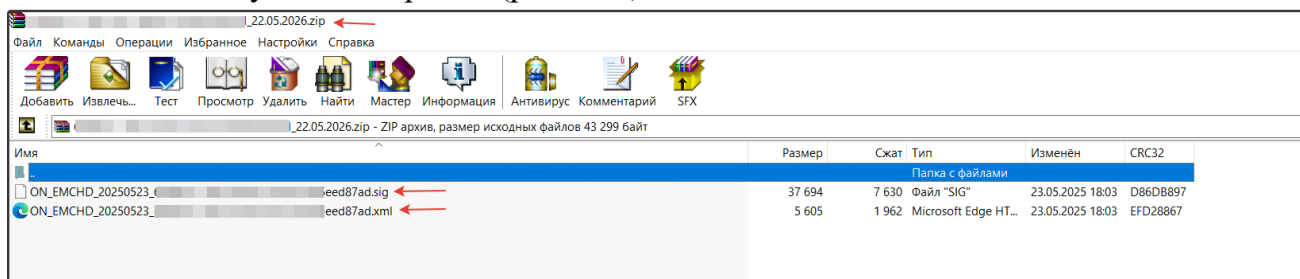 _22.05.2026.zip
Файл Команды Операции Избранное Настройки Справка
Добавить Извлечь... Тест Просмотр Удалить Найти Мастер Информация Антивирус Комментарий SFX
_22.05.2026.zip - ZIP архив, размер исходных файлов 43 299 байт
Имя Размер Сжат Тип Изменён CRC32
.. Папка с файлами
ON_EMCHD_20250523_ eed87ad.sig 37 694 7 630 Файл "SIG" 23.05.2025 18:03 D86DB897
ON_EMCHD_20250523_ eed87ad.xml 5 605 1 962 Microsoft Edge HT... 23.05.2025 18:03 EFD28867